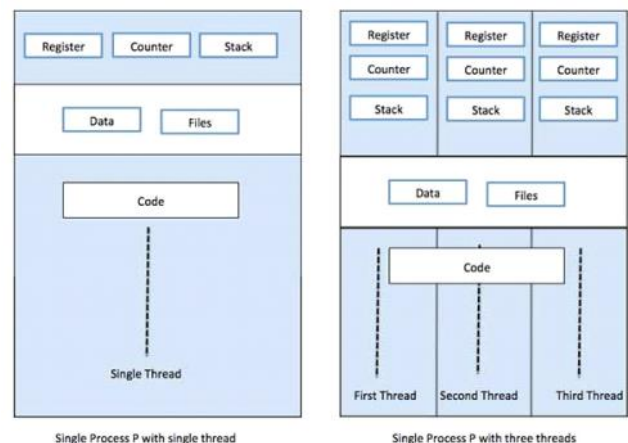 Register Counter Stack
Data Files
Code
Single Thread
Single Process P with single thread
Register Register Register
Counter Counter Counter
Stack Stack Stack
Data Files
Code
First Thread Second Thread Third Thread
Single Process P with three threads